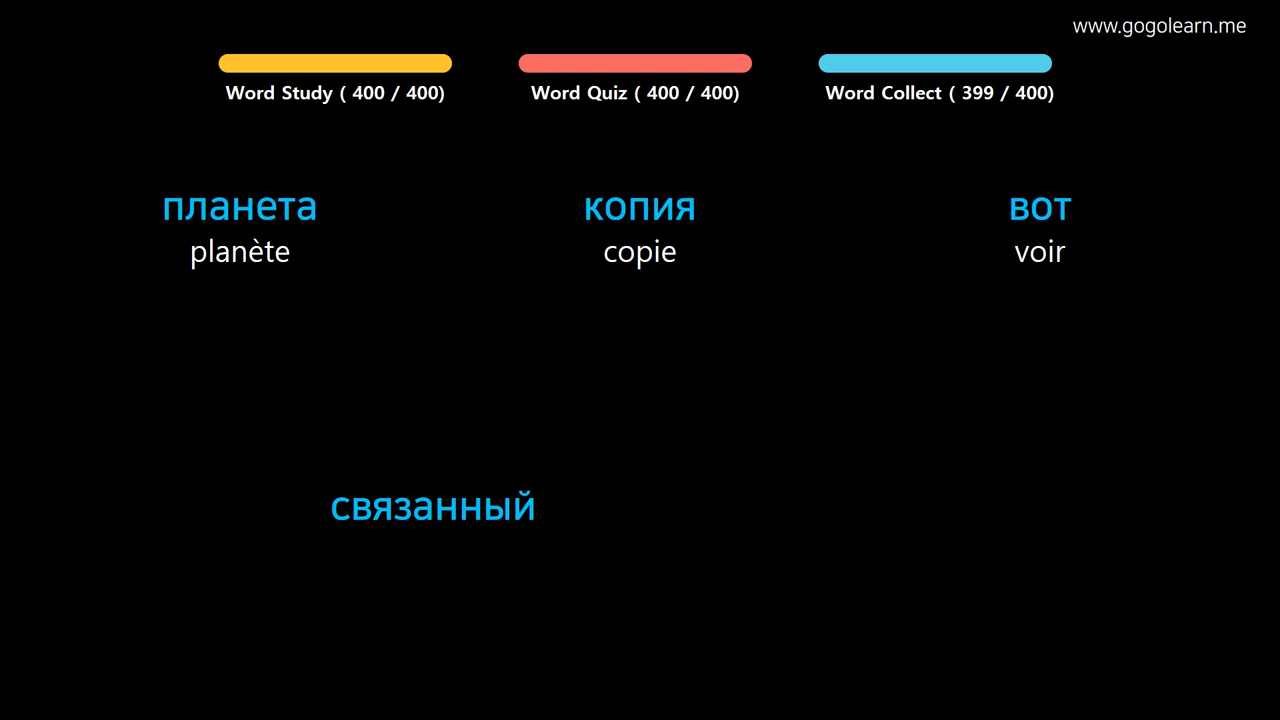 www.gogolearn.me
Word Study ( 400 / 400)
Word Quiz ( 400 / 400)
Word Collect ( 399 / 400)
планета
planète
копия
copie
вот
voir
связанный